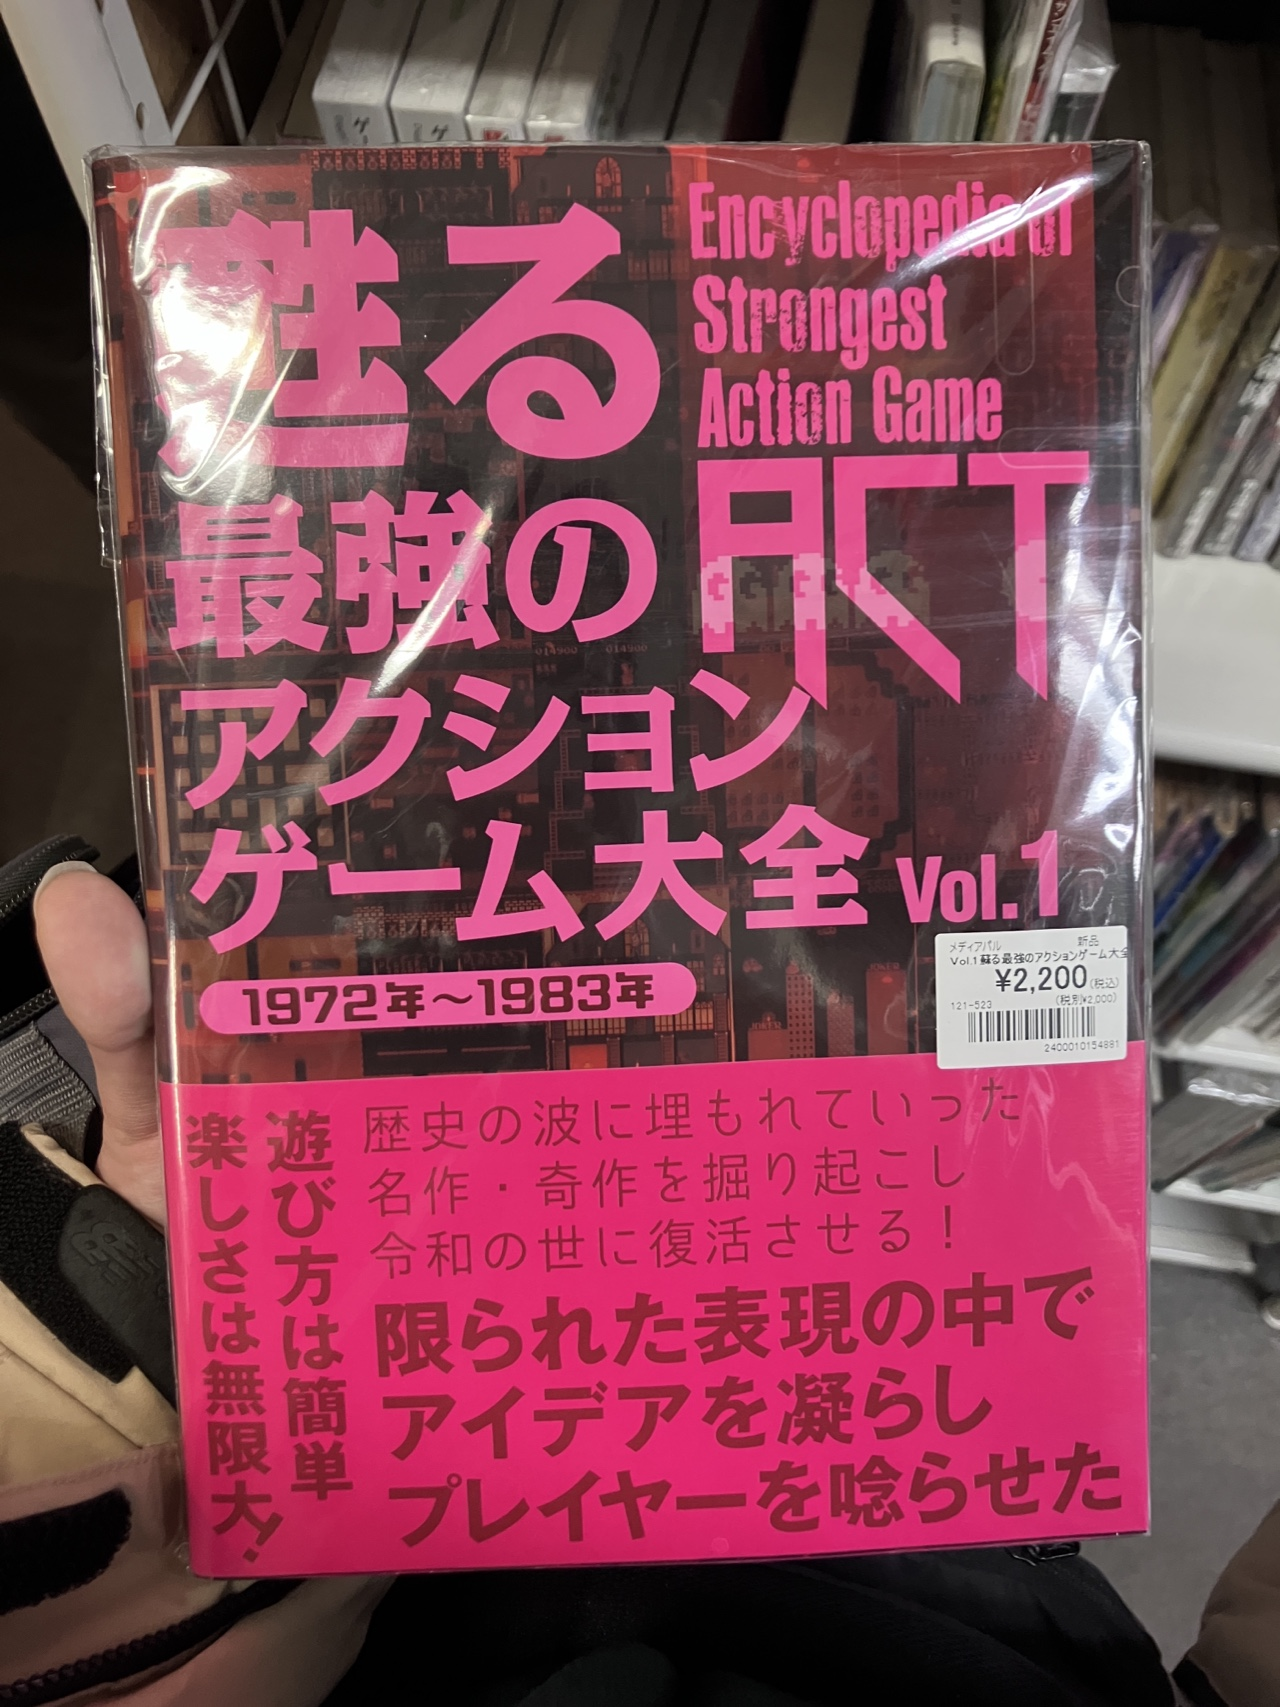 甦る
最強の
アクション
ゲーム大全 Vol.1
1972年～1983年
Encyclopedia of
Strongest
Action Game
ACT
メディアパル 新品
Vol.1蘇る最強のアクションゲーム大全
¥2,200(税込)
(税別¥2,000)
121-523
2400010154881
遊び方は簡単
楽しさは無限大！
歴史の波に埋もれていった
名作・奇作を掘り起こし
令和の世に復活させる！
限られた表現の中で
アイデアを凝らし
プレイヤーを唸らせた